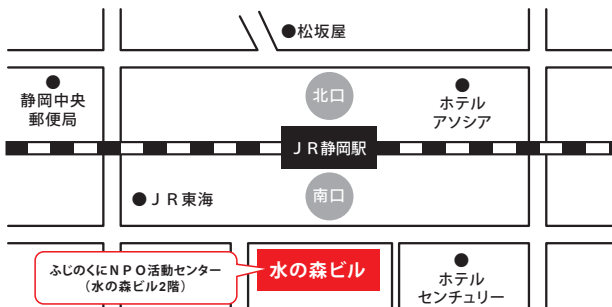 ●松坂屋
北口
静岡中央
郵便局
ホテル
アソシア
ＪＲ静岡駅
●ＪＲ東海
南口
ふじのくにＮＰＯ活動センター
（水の森ビル2階）
水の森ビル
ホテル
センチュリー